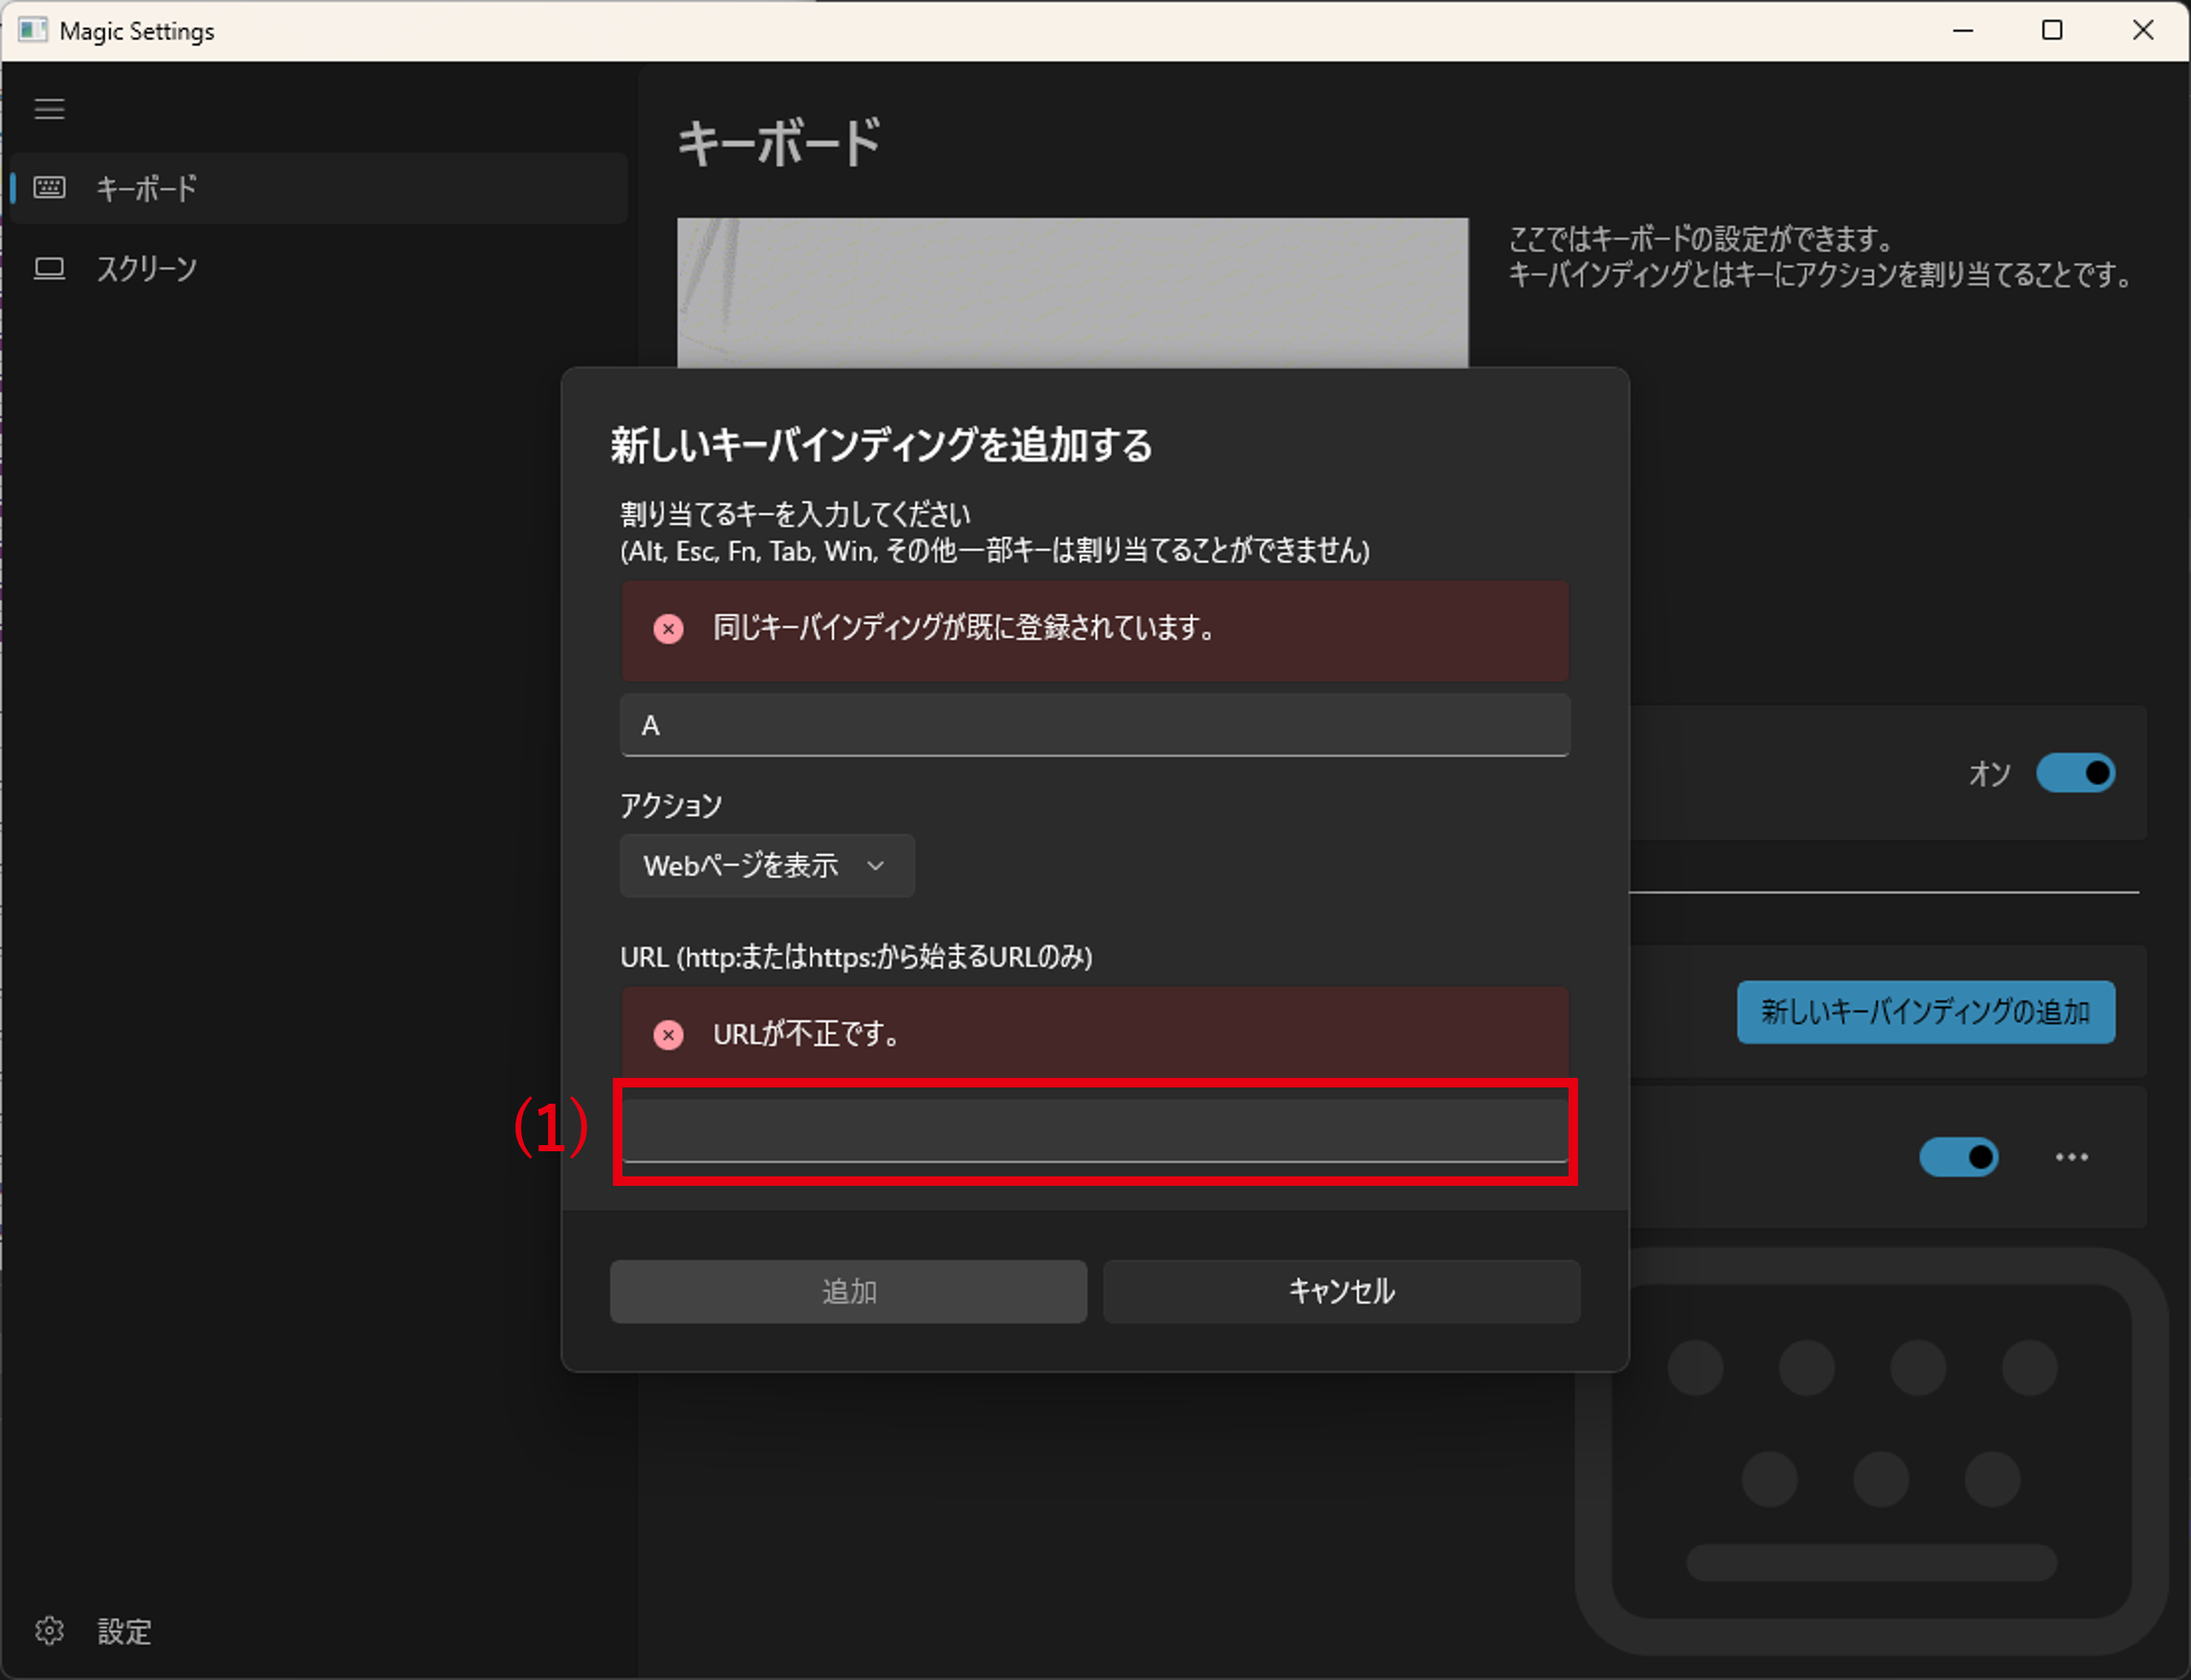 Magic Settings
キーボード
スクリーン
設定
キーボード
ここではキーボードの設定ができます。
キーバインディングとはキーにアクションを割り当てることです。
新しいキーバインディングを追加する
割り当てるキーを入力してください
(Alt, Esc, Fn, Tab, Win, その他一部キーは割り当てることができません)
同じキーバインディングが既に登録されています。
A
アクション
Webページを表示
URL (http:またはhttps:から始まるURLのみ)
URLが不正です。
(1)
追加
キャンセル
オン
新しいキーバインディングの追加